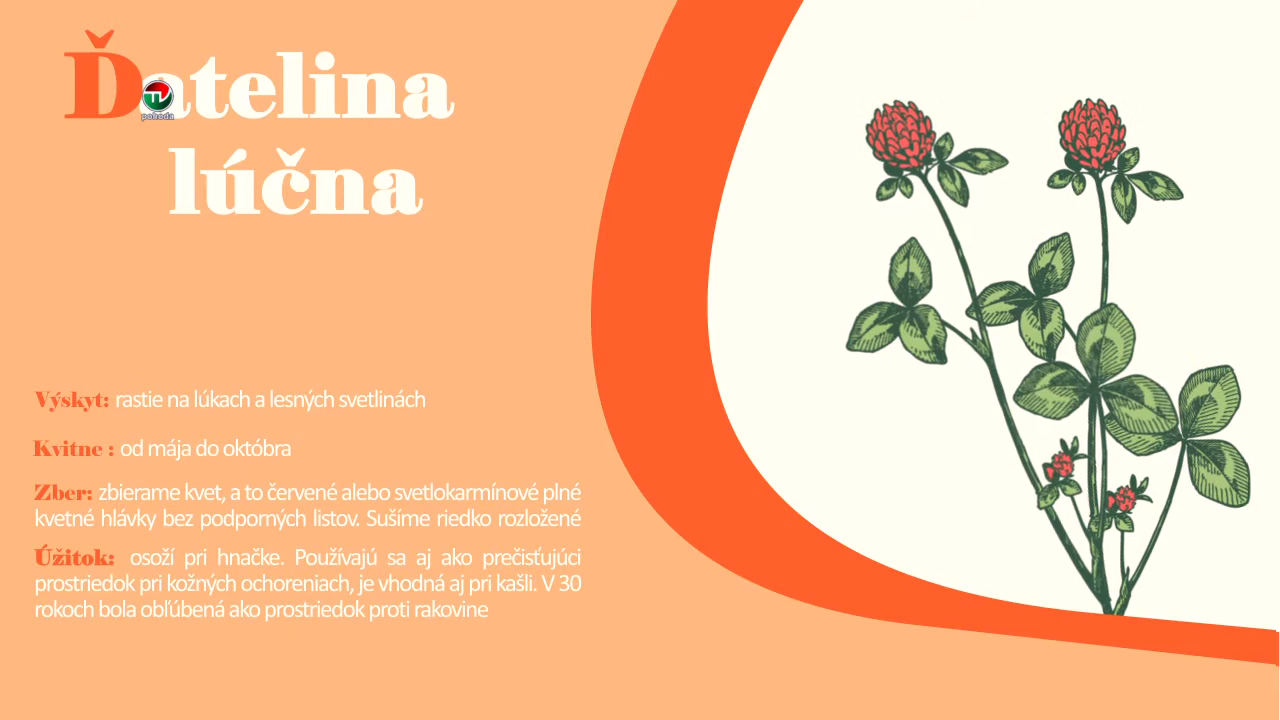 Ďatelina
lúčna
TV
pohoda
Výskyt: rastie na lúkach a lesných svetlinách
Kvitne : od mája do októbra
Zber: zbierame kvet, a to červené alebo svetlokarmínové plné
kvetné hlávky bez podporných listov. Sušíme riedko rozložené
Úžitok: osoží pri hnačke. Používajú sa aj ako prečisťujúci
prostriedok pri kožných ochoreniach, je vhodná aj pri kašli. V 30
rokoch bola obľúbená ako prostriedok proti rakovine